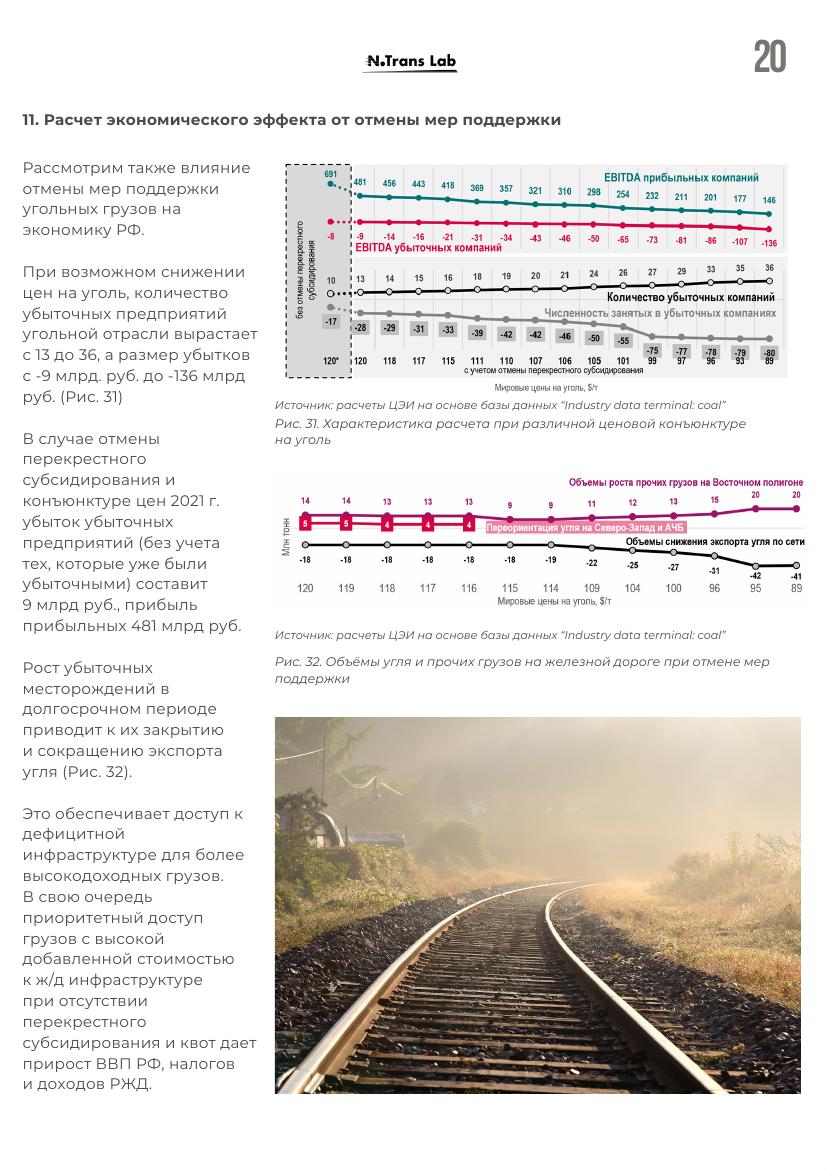 N.Trans Lab
20
11. Расчет экономического эффекта от отмены мер поддержки
Рассмотрим также влияние
отмены мер поддержки
угольных грузов на
экономику РФ.
При возможном снижении
цен на уголь, количество
убыточных предприятий
угольной отрасли вырастает
с 13 до 36, а размер убытков
с -9 млрд. руб. до -136 млрд
руб. (Рис. 31)
В случае отмены
перекрестного
субсидирования и
конъюнктуре цен 2021 г.
убыток убыточных
предприятий (без учета
тех, которые уже были
убыточными) составит
9 млрд руб., прибыль
прибыльных 481 млрд руб.
Рост убыточных
месторождений в
долгосрочном периоде
приводит к их закрытию
и сокращению экспорта
угля (Рис. 32).
Это обеспечивает доступ к
дефицитной
инфраструктуре для более
высокодоходных грузов.
В свою очередь
приоритетный доступ
грузов с высокой
добавленной стоимостью
к ж/д инфраструктуре
при отсутствии
перекрестного
субсидирования и квот дает
прирост ВВП РФ, налогов
и доходов РЖД.
без отмены перекрестного
субсидирования
EBITDA прибыльных компаний
691 481 456 443 418 369 357 321 310 298 254 232 211 201 177 146
-8 -9 -14 -16 -21 -31 -34 -43 -46 -50 -65 -73 -81 -86 -107 -136
EBITDA убыточных компаний
10 13 14 15 16 18 19 20 21 24 26 27 29 33 35 36
Количество убыточных компаний
Численность занятых в убыточных компаниях
-17 -28 -29 -31 -33 -39 -42 -42 -46 -50 -55 -75 -77 -78 -79 -80
120* 120 118 117 115 111 110 107 106 105 101 99 97 96 93 89
с учетом отмены перекрестного субсидирования
Мировые цены на уголь, $/т
Источник: расчеты ЦЭИ на основе базы данных “Industry data terminal: coal”
Рис. 31. Характеристика расчета при различной ценовой конъюнктуре
на уголь
Объемы роста прочих грузов на Восточном полигоне
14 14 13 13 13 9 9 11 12 13 15 20 20
5 5 4 4 4
Переориентация угля на Северо-Запад и АЧБ
Млн тонн
Объемы снижения экспорта угля по сети
-18 -18 -18 -18 -18 -18 -19 -22 -25 -27 -31 -42 -41
120 119 118 117 116 115 114 109 104 100 96 95 89
Мировые цены на уголь, $/т
Источник: расчеты ЦЭИ на основе базы данных “Industry data terminal: coal”
Рис. 32. Объёмы угля и прочих грузов на железной дороге при отмене мер
поддержки